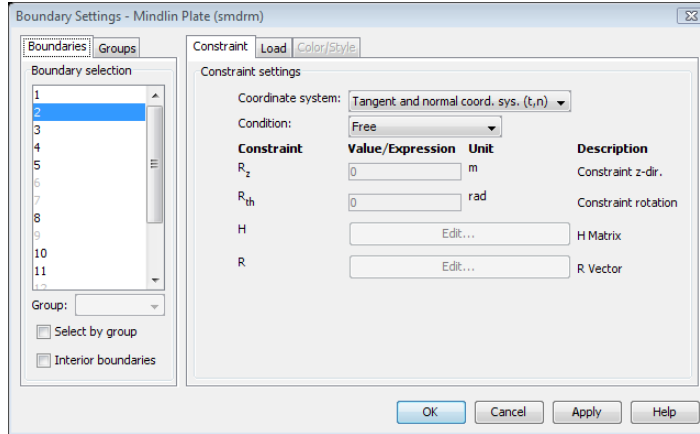 Boundary Settings - Mindlin Plate (smdrm)
Boundaries Groups
Constraint Load Color/Style
Boundary selection
1
2
3
4
5
6
7
8
9
10
11
12
Group:
Select by group
Interior boundaries
Constraint settings
Coordinate system: Tangent and normal coord. sys. (t,n)
Condition: Free
Constraint Value/Expression Unit Description
Rz 0 m Constraint z-dir.
Rth 0 rad Constraint rotation
H Edit... H Matrix
R Edit... R Vector
OK Cancel Apply Help